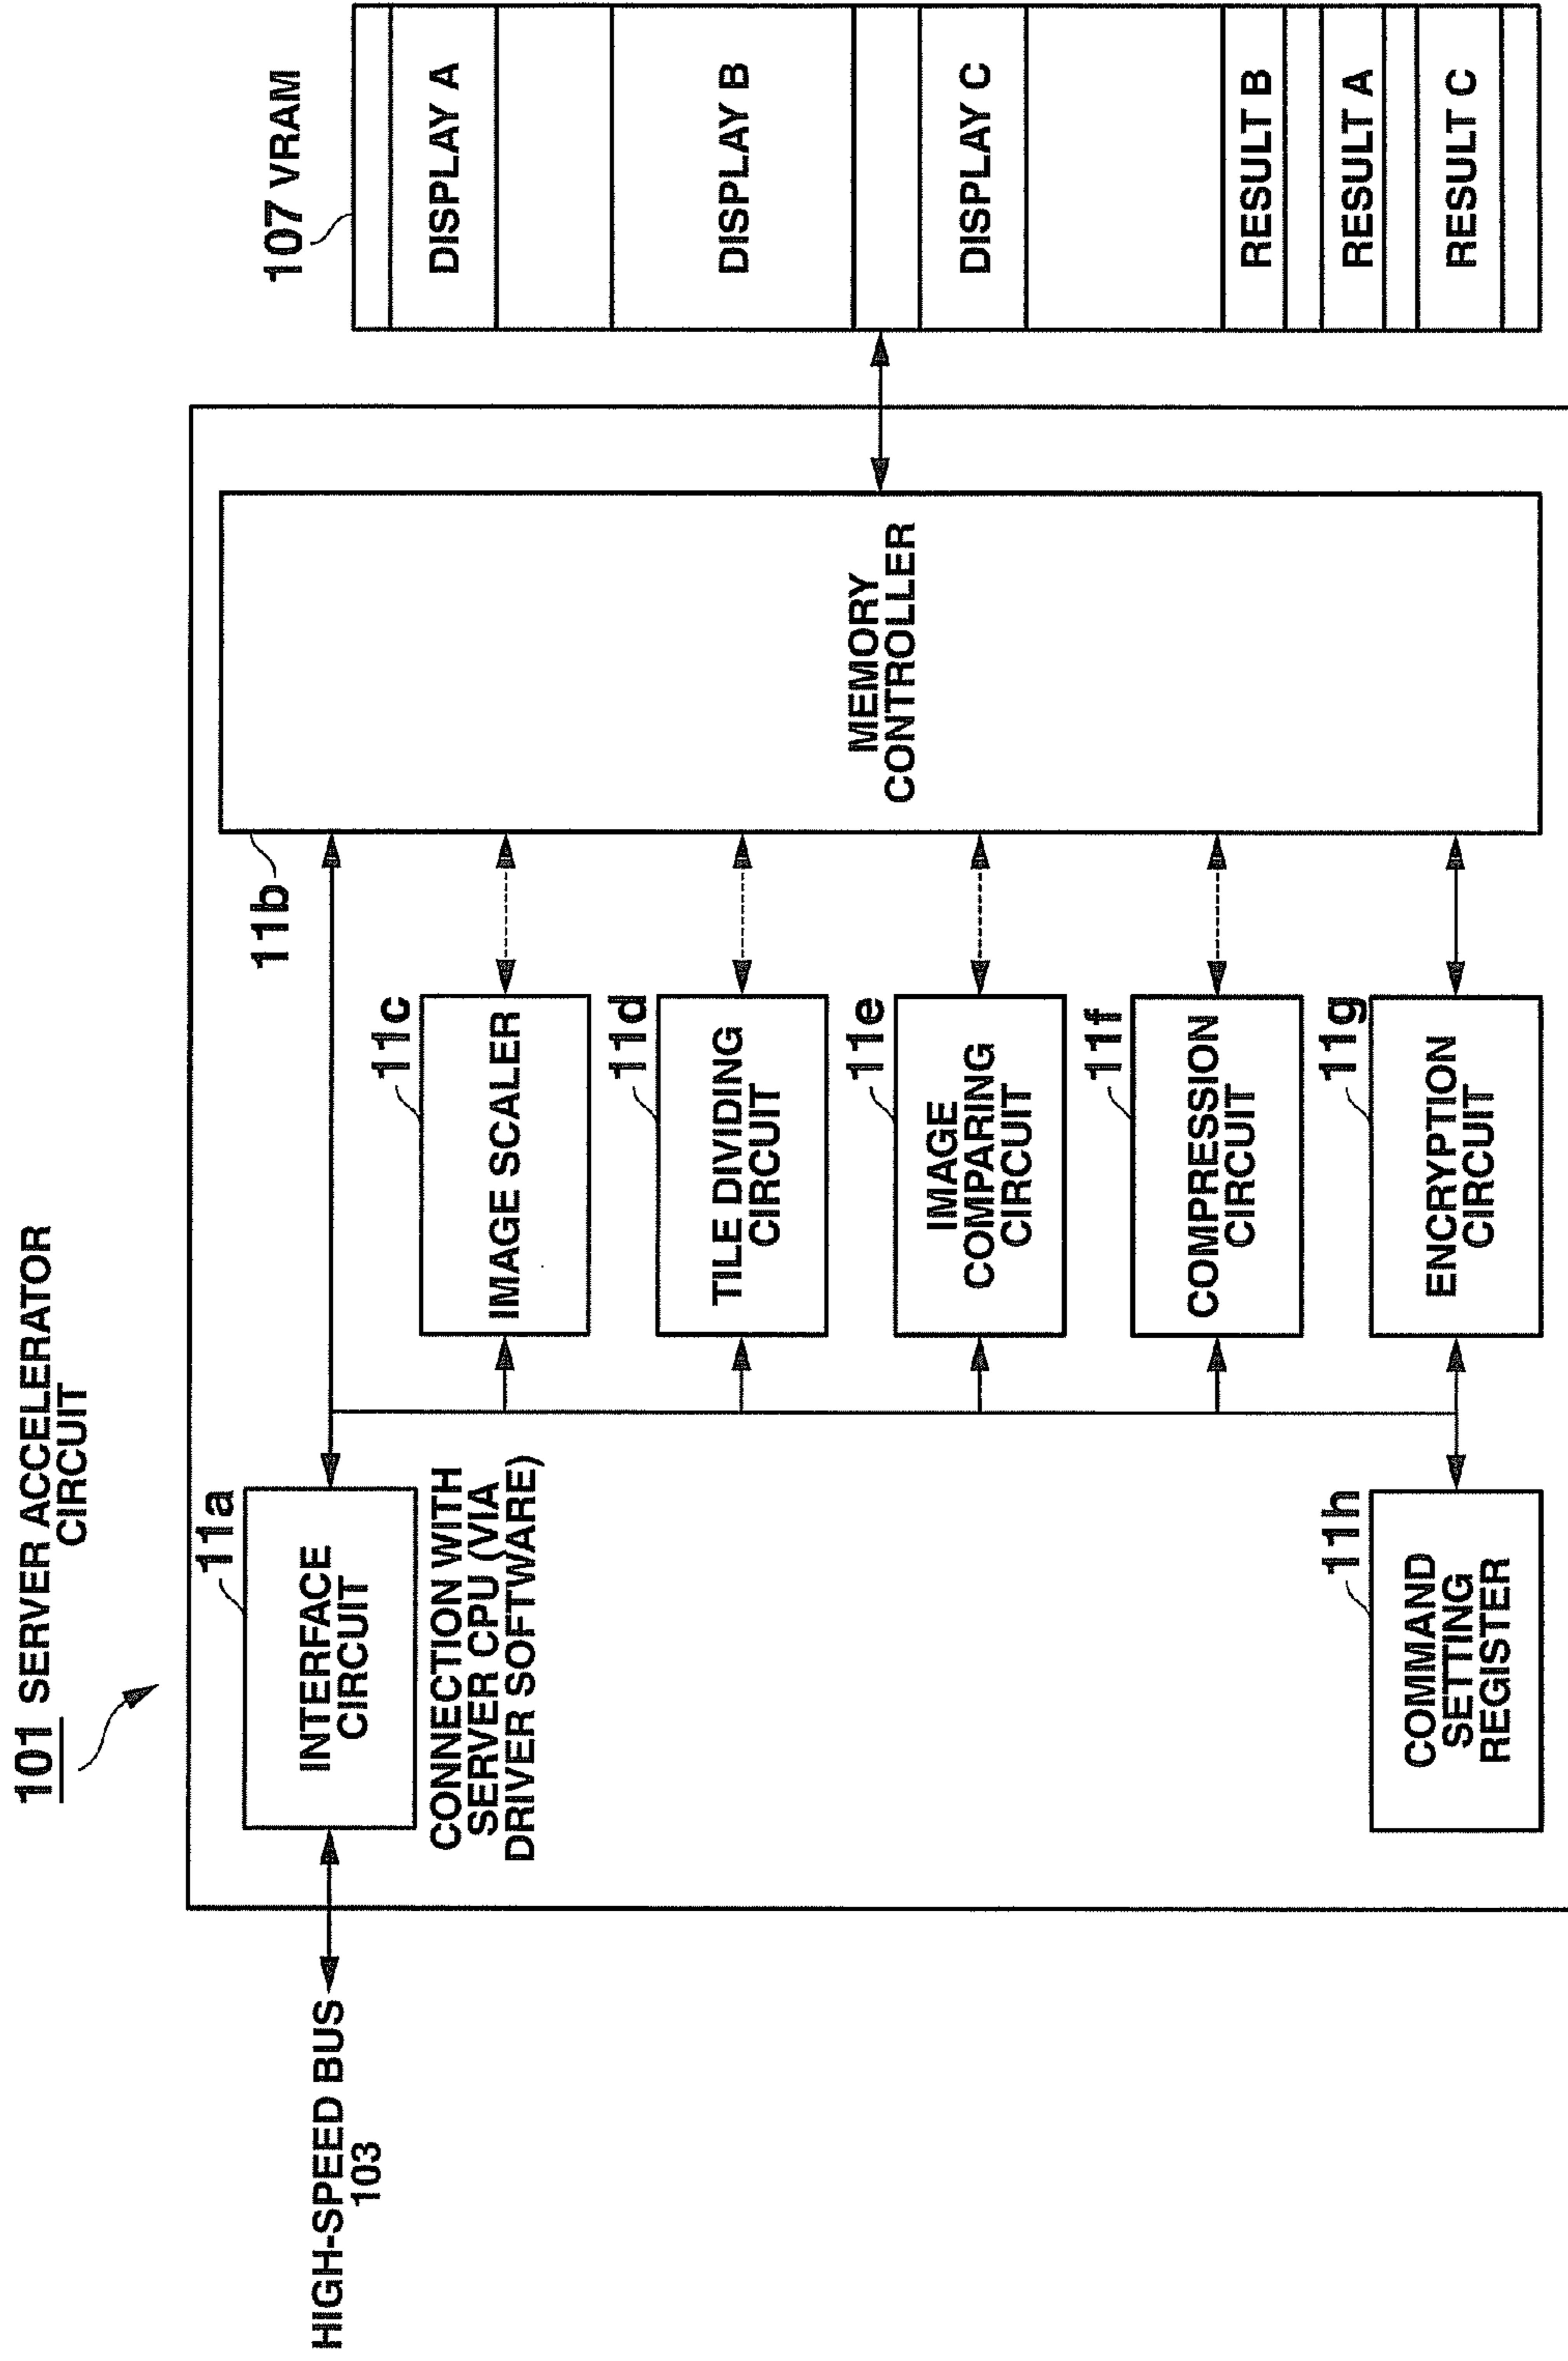 101 SERVER ACCELERATOR
CIRCUIT
HIGH-SPEED BUS
103
11a
INTERFACE
CIRCUIT
CONNECTION WITH
SERVER CPU (VIA
DRIVER SOFTWARE)
11h
COMMAND
SETTING
REGISTER
11c
IMAGE SCALER
11d
TILE DIVIDING
CIRCUIT
11e
IMAGE
COMPARING
CIRCUIT
11f
COMPRESSION
CIRCUIT
11g
ENCRYPTION
CIRCUIT
11b
MEMORY
CONTROLLER
107 VRAM
DISPLAY A
DISPLAY B
DISPLAY C
RESULT B
RESULT A
RESULT C